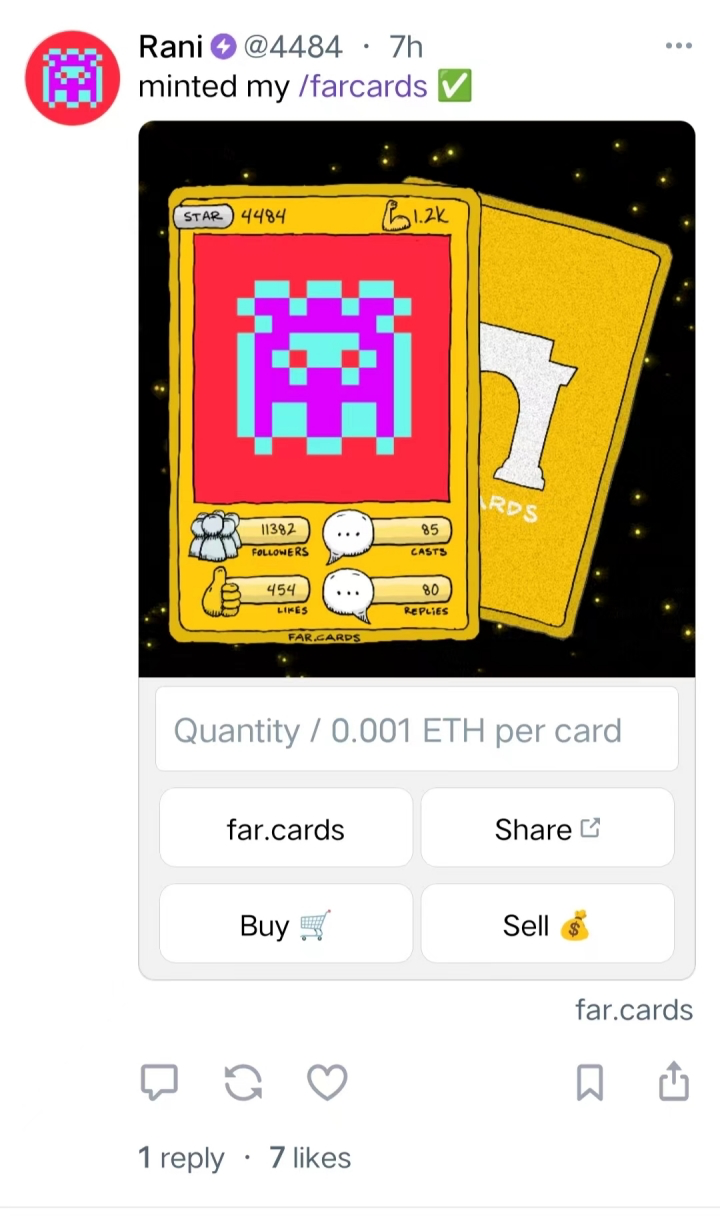 Rani @4484 · 7h
minted my /farcards ✅
STAR 4484 1.2K
11382 85
FOLLOWERS CASTS
454 80
LIKES REPLIES
FAR.CARDS
ARDS
Quantity / 0.001 ETH per card
far.cards Share
Buy 🛒 Sell 💰
far.cards
1 reply · 7 likes